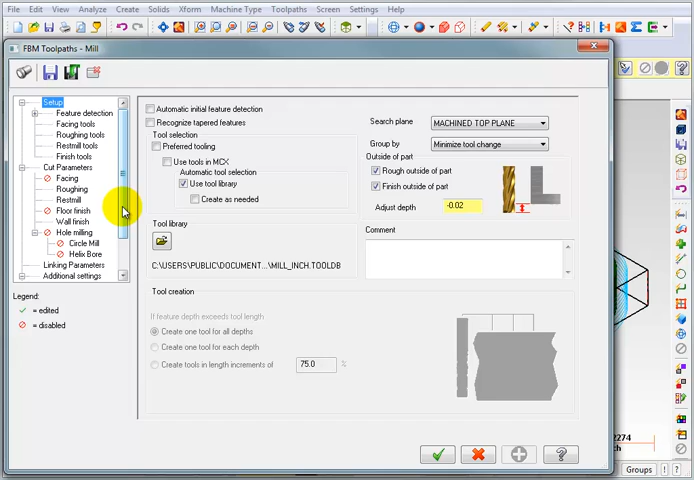 File Edit View Analyze Create Solids Xform Machine Type Toolpaths Screen Settings Help
FBM Toolpaths - Mill
Setup
Feature detection
Facing tools
Roughing tools
Restmill tools
Finish tools
Cut Parameters
Facing
Roughing
Restmill
Floor finish
Wall finish
Hole milling
Circle Mill
Helix Bore
Linking Parameters
Additional settings
Legend:
= edited
= disabled
Automatic initial feature detection
Recognize tapered features
Tool selection
Preferred tooling
Use tools in MCX
Automatic tool selection
Use tool library
Create as needed
Tool library
C:\USERS\PUBLIC\DOCUMENT...\MILL_INCH.TOOLDB
Search plane MACHINED TOP PLANE
Group by Minimize tool change
Outside of part
Rough outside of part
Finish outside of part
Adjust depth -0.02
Comment
Tool creation
If feature depth exceeds tool length
Create one tool for all depths
Create one tool for each depth
Create tools in length increments of 75.0 %
2274
Groups ! ?